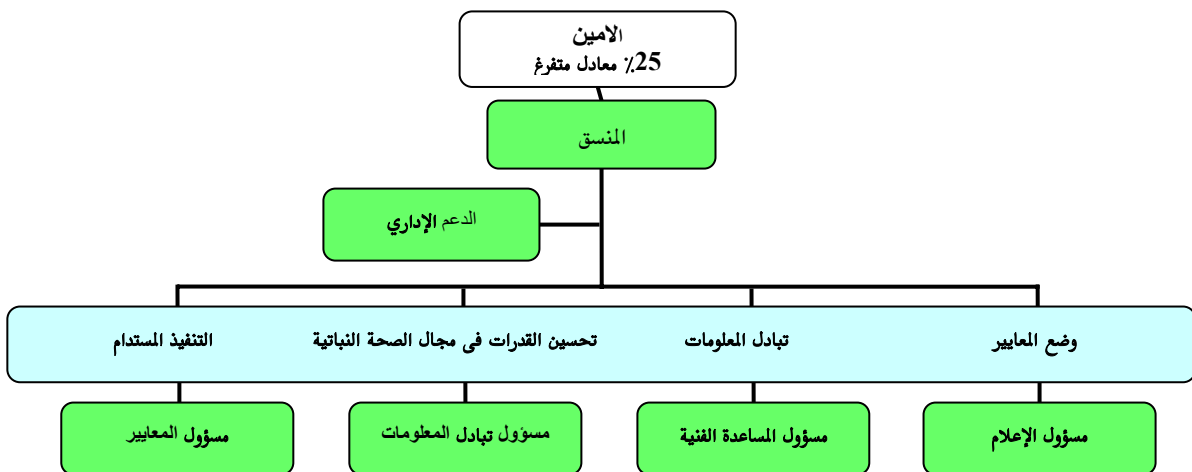 الامين
25٪ معادل متفرغ
المنسق
الدعم الإداري
وضع المعايير
تبادل المعلومات
تحسين القدرات فى مجال الصحة النباتية
التنفيذ المستدام
مسؤول الإعلام
مسؤول المساعدة الفنية
مسؤول تبادل المعلومات
مسؤول المعايير